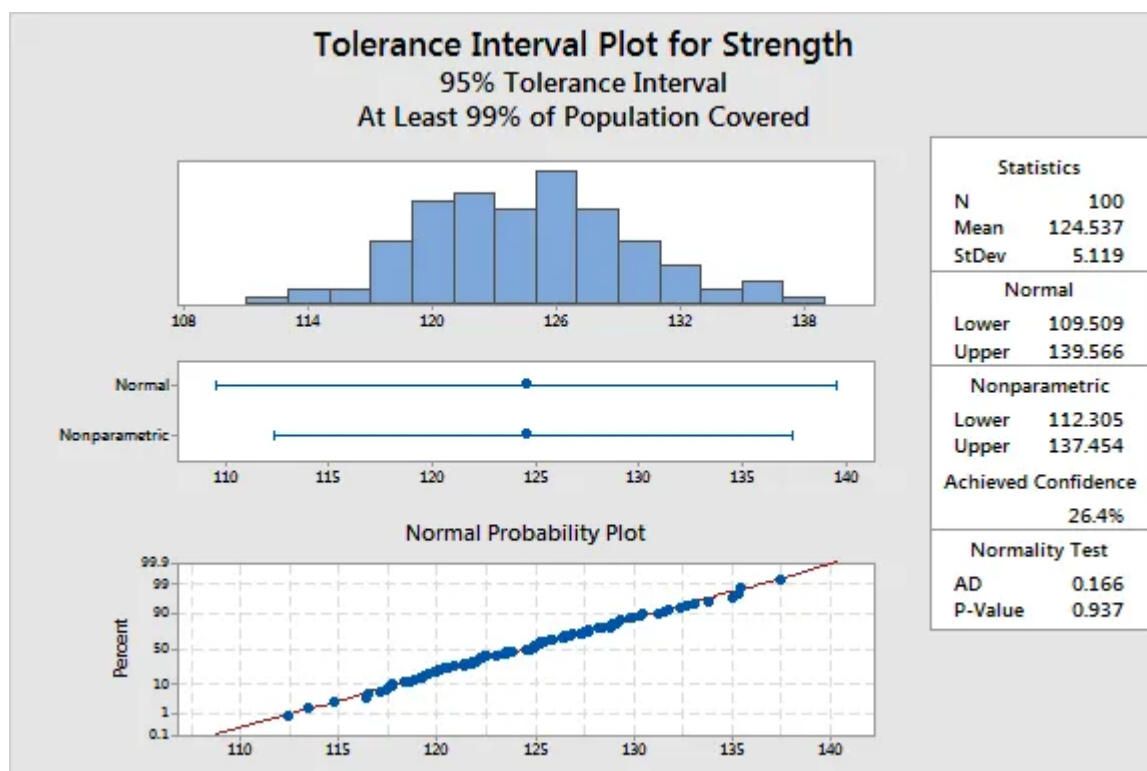 Tolerance Interval Plot for Strength
95% Tolerance Interval
At Least 99% of Population Covered
108 114 120 126 132 138
Normal
Nonparametric
110 115 120 125 130 135 140
Normal Probability Plot
Percent
99.9
99
90
50
10
1
0.1
110 115 120 125 130 135 140
Statistics
N 100
Mean 124.537
StDev 5.119
Normal
Lower 109.509
Upper 139.566
Nonparametric
Lower 112.305
Upper 137.454
Achieved Confidence
26.4%
Normality Test
AD 0.166
P-Value 0.937